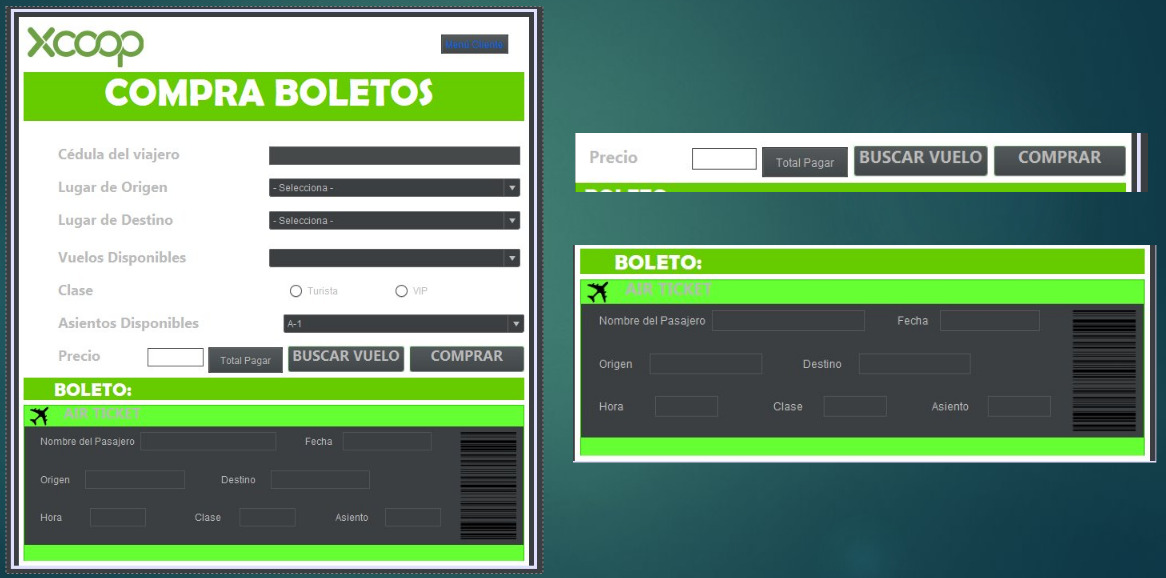 xcoop
Menú Cliente
COMPRA BOLETOS
Cédula del viajero
Lugar de Origen - Selecciona -
Lugar de Destino - Selecciona -
Vuelos Disponibles
Clase Turista VIP
Asientos Disponibles A-1
Precio Total Pagar BUSCAR VUELO COMPRAR
BOLETO:
AIR TICKET
Nombre del Pasajero Fecha
Origen Destino
Hora Clase Asiento
Precio Total Pagar BUSCAR VUELO COMPRAR
BOLETO:
BOLETO:
AIR TICKET
Nombre del Pasajero Fecha
Origen Destino
Hora Clase Asiento